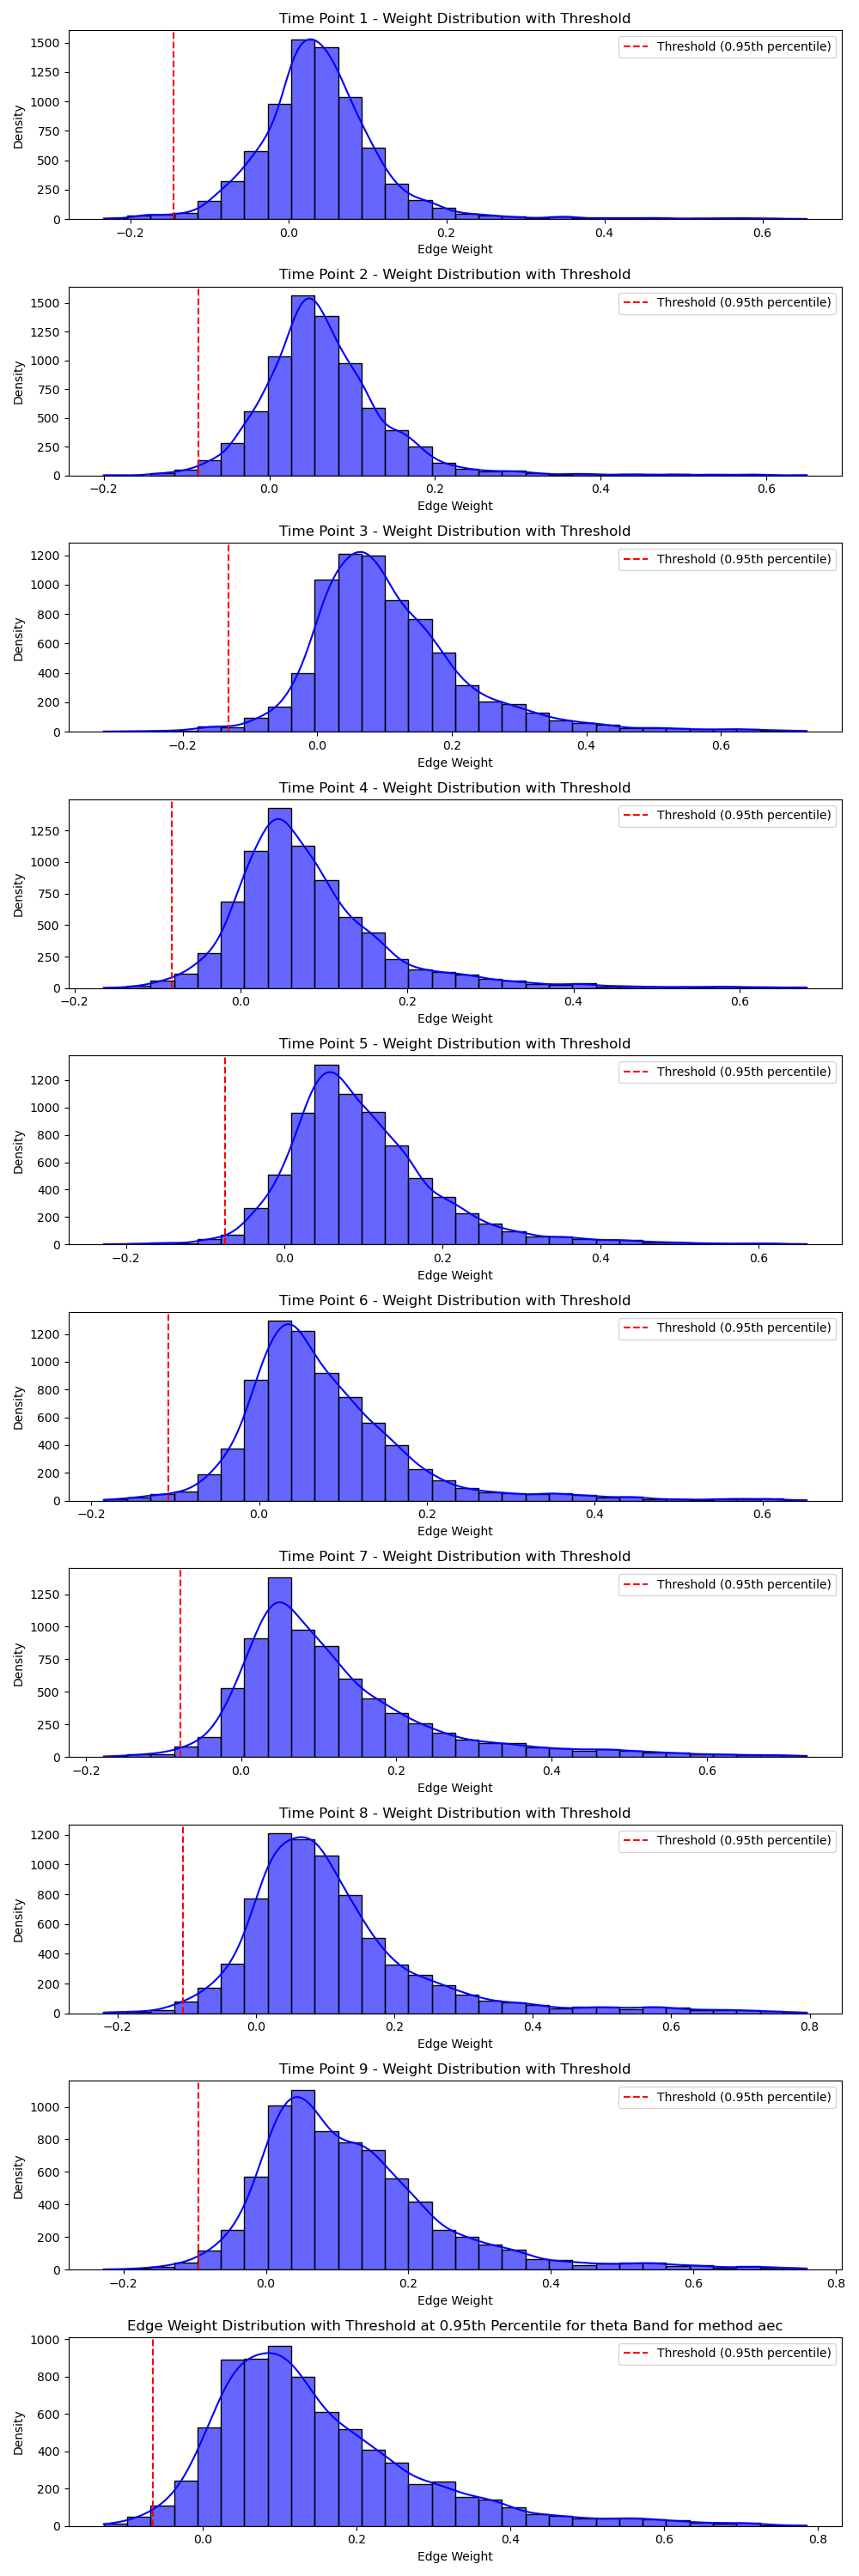 Time Point 1 - Weight Distribution with Threshold
Threshold (0.95th percentile)
Density
1500
1250
1000
750
500
250
0
−0.2 0.0 0.2 0.4 0.6
Edge Weight
Time Point 2 - Weight Distribution with Threshold
Threshold (0.95th percentile)
Density
1500
1250
1000
750
500
250
0
−0.2 0.0 0.2 0.4 0.6
Edge Weight
Time Point 3 - Weight Distribution with Threshold
Threshold (0.95th percentile)
Density
1200
1000
800
600
400
200
0
−0.2 0.0 0.2 0.4 0.6
Edge Weight
Time Point 4 - Weight Distribution with Threshold
Threshold (0.95th percentile)
Density
1250
1000
750
500
250
0
−0.2 0.0 0.2 0.4 0.6
Edge Weight
Time Point 5 - Weight Distribution with Threshold
Threshold (0.95th percentile)
Density
1200
1000
800
600
400
200
0
−0.2 0.0 0.2 0.4 0.6
Edge Weight
Time Point 6 - Weight Distribution with Threshold
Threshold (0.95th percentile)
Density
1200
1000
800
600
400
200
0
−0.2 0.0 0.2 0.4 0.6
Edge Weight
Time Point 7 - Weight Distribution with Threshold
Threshold (0.95th percentile)
Density
1250
1000
750
500
250
0
−0.2 0.0 0.2 0.4 0.6
Edge Weight
Time Point 8 - Weight Distribution with Threshold
Threshold (0.95th percentile)
Density
1200
1000
800
600
400
200
0
−0.2 0.0 0.2 0.4 0.6 0.8
Edge Weight
Time Point 9 - Weight Distribution with Threshold
Threshold (0.95th percentile)
Density
1000
800
600
400
200
0
−0.2 0.0 0.2 0.4 0.6 0.8
Edge Weight
Edge Weight Distribution with Threshold at 0.95th Percentile for theta Band for method aec
Threshold (0.95th percentile)
Density
1000
800
600
400
200
0
0.0 0.2 0.4 0.6 0.8
Edge Weight